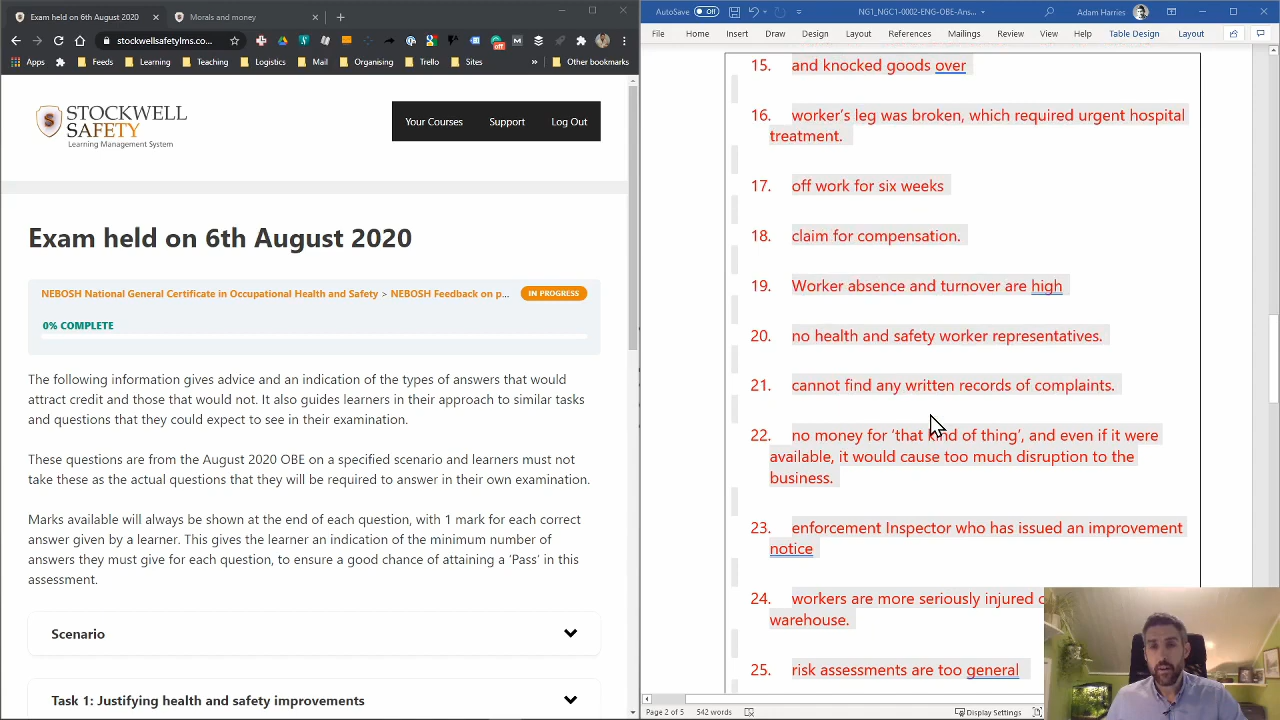 Exam held on 6th August 2020
Morals and money
stockwellsafetylms.co...
Apps
Feeds
Learning
Teaching
Logistics
Mail
Organising
Trello
Sites
Other bookmarks
STOCKWELL
SAFETY
Learning Management System
Your Courses
Support
Log Out
Exam held on 6th August 2020
NEBOSH National General Certificate in Occupational Health and Safety > NEBOSH Feedback on p...
IN PROGRESS
0% COMPLETE
The following information gives advice and an indication of the types of answers that would
attract credit and those that would not. It also guides learners in their approach to similar tasks
and questions that they could expect to see in their examination.
These questions are from the August 2020 OBE on a specified scenario and learners must not
take these as the actual questions that they will be required to answer in their own examination.
Marks available will always be shown at the end of each question, with 1 mark for each correct
answer given by a learner. This gives the learner an indication of the minimum number of
answers they must give for each question, to ensure a good chance of attaining a 'Pass' in this
assessment.
Scenario
Task 1: Justifying health and safety improvements
AutoSave Off
NG1_NGC1-0002-ENG-OBE-Ans...
Adam Harries
File
Home
Insert
Draw
Design
Layout
References
Mailings
Review
View
Help
Table Design
Layout
15. and knocked goods over
16. worker's leg was broken, which required urgent hospital
treatment.
17. off work for six weeks
18. claim for compensation.
19. Worker absence and turnover are high
20. no health and safety worker representatives.
21. cannot find any written records of complaints.
22. no money for 'that kind of thing', and even if it were
available, it would cause too much disruption to the
business.
23. enforcement Inspector who has issued an improvement
notice
24. workers are more seriously injured
warehouse.
25. risk assessments are too general
Page 2 of 5
542 words
Display Settings